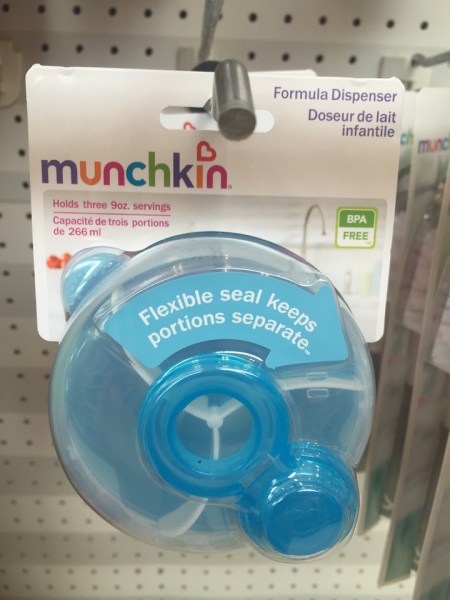 Formula Dispenser
Doseur de lait
infantile
munchkin®
Holds three 9oz. servings
Capacité de trois portions
de 266 ml
BPA
FREE
Flexible seal keeps
portions separate™